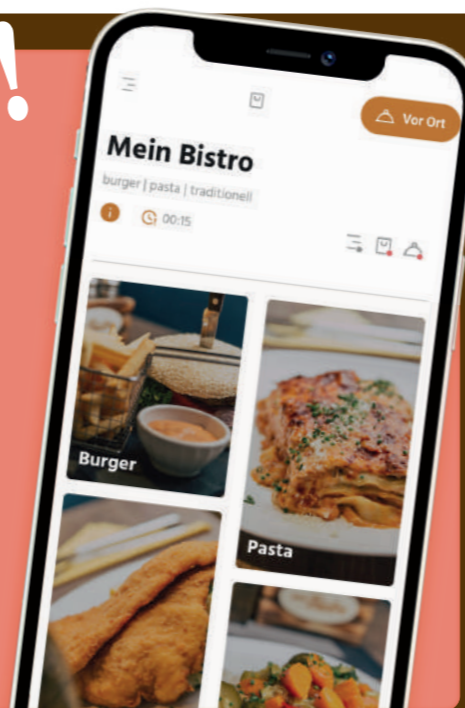 !
Vor Ort
Mein Bistro
burger | pasta | traditionell
00:15
Burger
Pasta